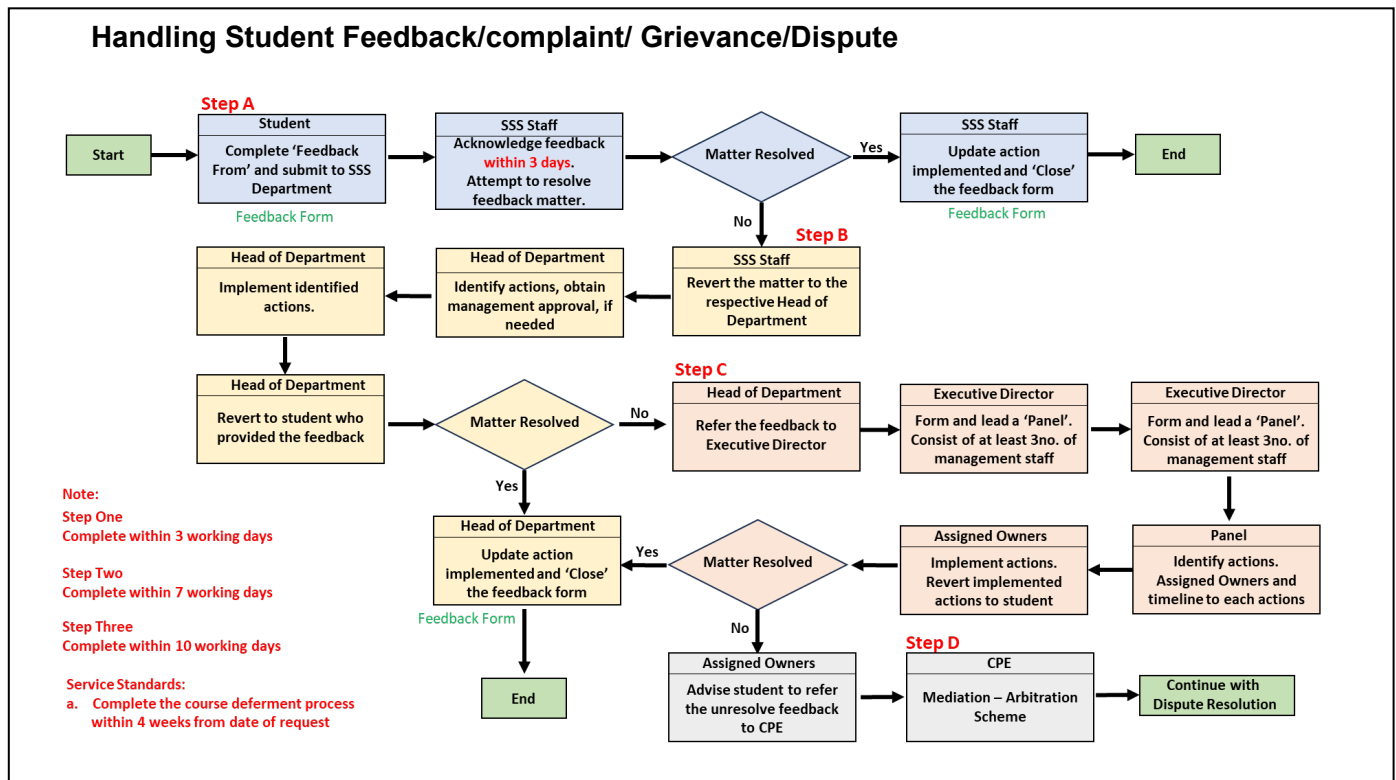 Handling Student Feedback/complaint/ Grievance/Dispute
Step A
Start
Student
Complete ‘Feedback
From’ and submit to SSS
Department
Feedback Form
SSS Staff
Acknowledge feedback
within 3 days.
Attempt to resolve
feedback matter.
Matter Resolved
Yes
SSS Staff
Update action
implemented and ‘Close’
the feedback form
Feedback Form
End
No
Step B
SSS Staff
Revert the matter to the
respective Head of
Department
Head of Department
Identify actions, obtain
management approval, if
needed
Head of Department
Implement identified
actions.
Head of Department
Revert to student who
provided the feedback
Matter Resolved
No
Step C
Head of Department
Refer the feedback to
Executive Director
Executive Director
Form and lead a ‘Panel’.
Consist of at least 3no. of
management staff
Executive Director
Form and lead a ‘Panel’.
Consist of at least 3no. of
management staff
Panel
Identify actions.
Assigned Owners and
timeline to each actions
Assigned Owners
Implement actions.
Revert implemented
actions to student
Matter Resolved
Yes
Yes
Head of Department
Update action
implemented and ‘Close’
the feedback form
Feedback Form
End
No
Assigned Owners
Advise student to refer
the unresolve feedback
to CPE
Step D
CPE
Mediation – Arbitration
Scheme
Continue with
Dispute Resolution
Note:
Step One
Complete within 3 working days
Step Two
Complete within 7 working days
Step Three
Complete within 10 working days
Service Standards:
a. Complete the course deferment process
within 4 weeks from date of request